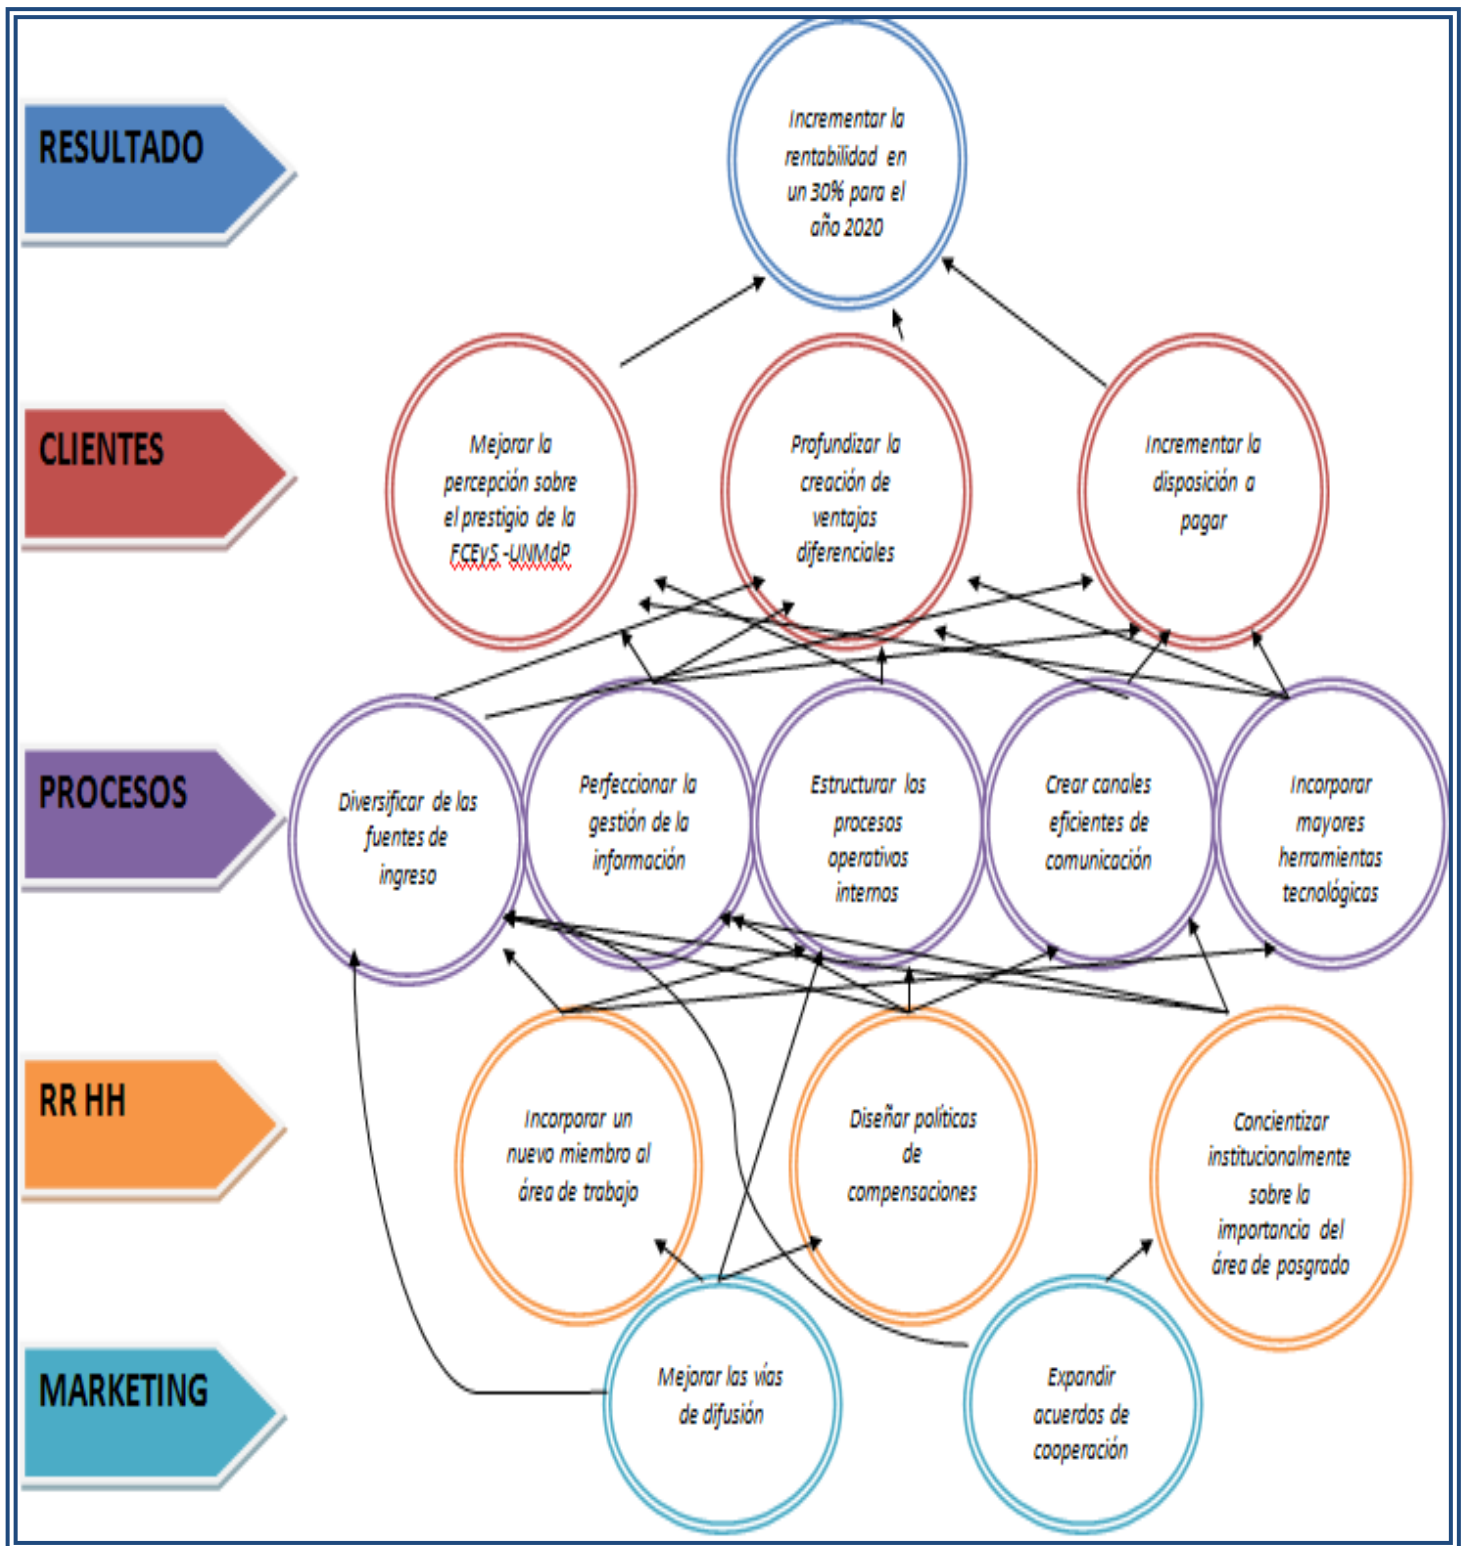 RESULTADO
Incrementar la
rentabilidad en
un 30% para el
año 2020
CLIENTES
Mejorar la
percepción sobre
el prestigio de la
FCEyS -UNMdP
Profundizar la
creación de
ventajas
diferenciales
Incrementar la
disposición a
pagar
PROCESOS
Diversificar de las
fuentes de
ingreso
Perfeccionar la
gestión de la
información
Estructurar los
procesos
operativos
internos
Crear canales
eficientes de
comunicación
Incorporar
mayores
herramientas
tecnológicas
RR HH
Incorporar un
nuevo miembro al
área de trabajo
Diseñar políticas
de
compensaciones
Concientizar
institucionalmente
sobre la
importancia del
área de posgrado
MARKETING
Mejorar las vías
de difusión
Expandir
acuerdos de
cooperación